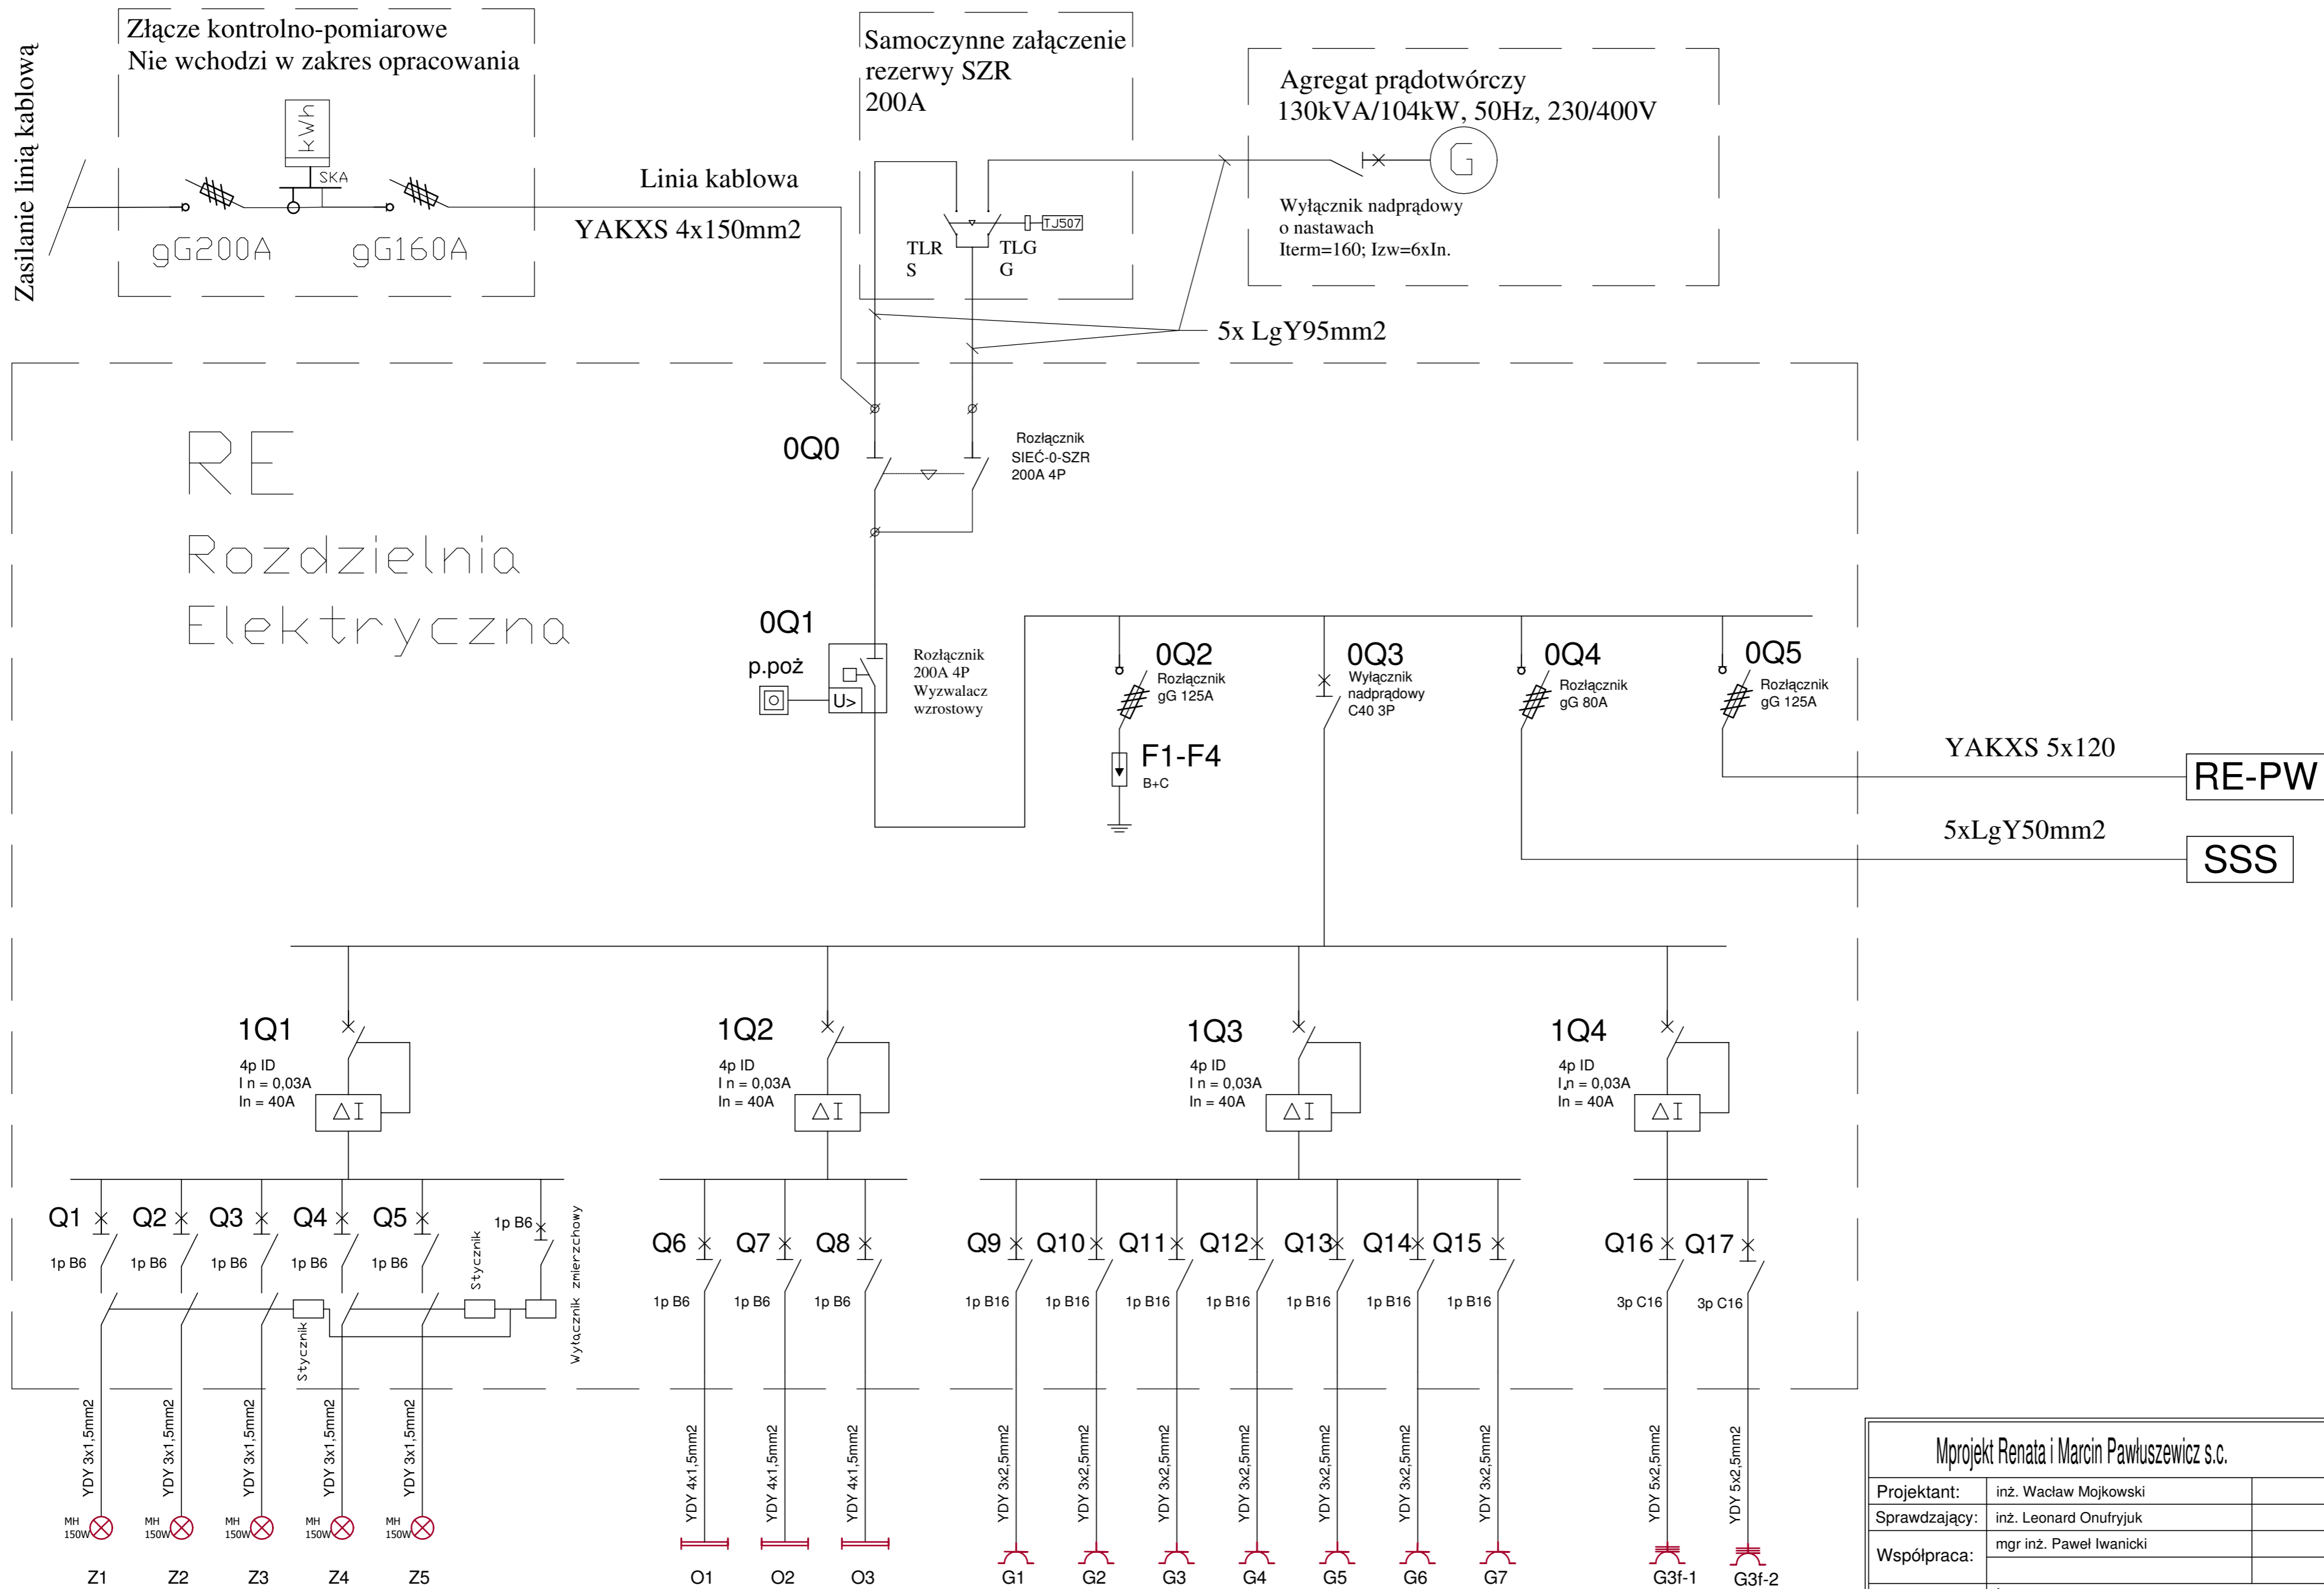 Zasilanie linią kablową
Złącze kontrolno-pomiarowe
Nie wchodzi w zakres opracowania
kWh
SKA
gG200A
gG160A
Linia kablowa
YAKXS 4x150mm2
Samoczynne załączenie
rezerwy SZR
200A
TJ507
TLR
S
TLG
G
Agregat prądotwórczy
130kVA/104kW, 50Hz, 230/400V
G
Wyłącznik nadprądowy
o nastawach
Iterm=160; Izw=6xIn.
5x LgY95mm2
RE
Rozdzielnia
Elektryczna
0Q0
Rozłącznik
SIEĆ-0-SZR
200A 4P
0Q1
p.poż
U>
Rozłącznik
200A 4P
Wyzwalacz
wzrostowy
0Q2
Rozłącznik
gG 125A
F1-F4
B+C
0Q3
Wyłącznik
nadprądowy
C40 3P
0Q4
Rozłącznik
gG 80A
0Q5
Rozłącznik
gG 125A
YAKXS 5x120
RE-PW
5xLgY50mm2
SSS
1Q1
4p ID
I n = 0,03A
In = 40A
ΔI
1Q2
4p ID
I n = 0,03A
In = 40A
ΔI
1Q3
4p ID
I n = 0,03A
In = 40A
ΔI
1Q4
4p ID
I n = 0,03A
In = 40A
ΔI
Q1
1p B6
Q2
1p B6
Q3
1p B6
Q4
1p B6
Q5
1p B6
Stycznik
Stycznik
1p B6
Wyłącznik zmierzchowy
Q6
1p B6
Q7
1p B6
Q8
1p B6
Q9
1p B16
Q10
1p B16
Q11
1p B16
Q12
1p B16
Q13
1p B16
Q14
1p B16
Q15
1p B16
Q16
3p C16
Q17
3p C16
YDY 3x1,5mm2
YDY 3x1,5mm2
YDY 3x1,5mm2
YDY 3x1,5mm2
YDY 3x1,5mm2
YDY 4x1,5mm2
YDY 4x1,5mm2
YDY 4x1,5mm2
YDY 3x2,5mm2
YDY 3x2,5mm2
YDY 3x2,5mm2
YDY 3x2,5mm2
YDY 3x2,5mm2
YDY 3x2,5mm2
YDY 3x2,5mm2
YDY 5x2,5mm2
YDY 5x2,5mm2
MH
150W
MH
150W
MH
150W
MH
150W
MH
150W
Z1
Z2
Z3
Z4
Z5
O1
O2
O3
G1
G2
G3
G4
G5
G6
G7
G3f-1
G3f-2
Mprojekt Renata i Marcin Pawłuszewicz s.c.
Projektant:
inż. Wacław Mojkowski
Sprawdzający:
inż. Leonard Onufryjuk
Współpraca:
mgr inż. Paweł Iwanicki